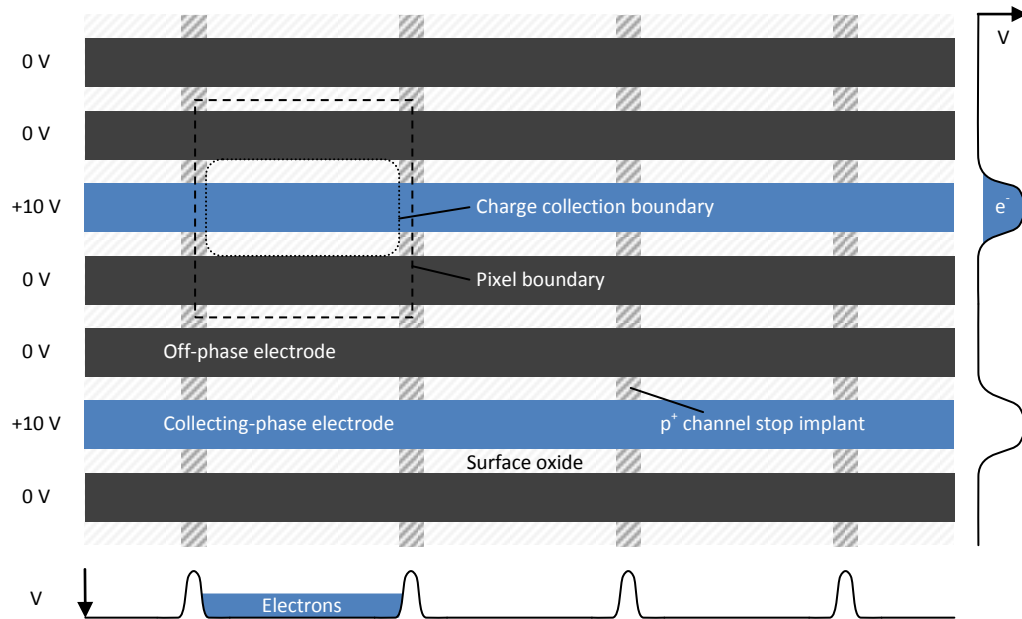 V
0 V
0 V
+10 V
Charge collection boundary
e⁻
0 V
Pixel boundary
0 V
Off-phase electrode
+10 V
Collecting-phase electrode
p⁺ channel stop implant
Surface oxide
0 V
V
Electrons